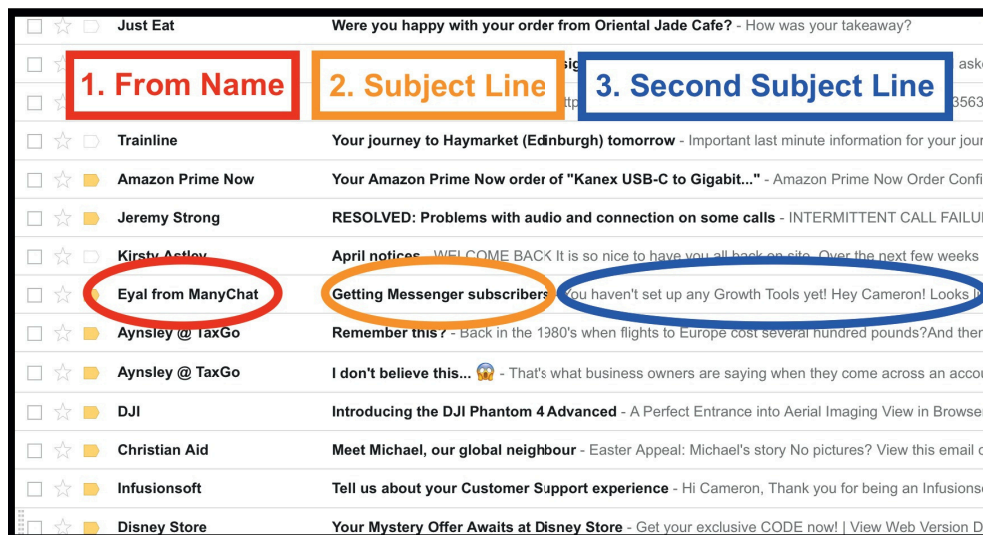 Just Eat Were you happy with your order from Oriental Jade Cafe? - How was your takeaway?
1. From Name 2. Subject Line 3. Second Subject Line
Trainline Your journey to Haymarket (Edinburgh) tomorrow - Important last minute information for your jour
Amazon Prime Now Your Amazon Prime Now order of "Kanex USB-C to Gigabit..." - Amazon Prime Now Order Confi
Jeremy Strong RESOLVED: Problems with audio and connection on some calls - INTERMITTENT CALL FAILU
Kirsty Astley April notices - WELCOME BACK It is so nice to have you all back on site. Over the next few weeks
Eyal from ManyChat Getting Messenger subscribers - You haven't set up any Growth Tools yet! Hey Cameron! Looks
Aynsley @ TaxGo Remember this? - Back in the 1980's when flights to Europe cost several hundred pounds?And then
Aynsley @ TaxGo I don't believe this... 😱 - That's what business owners are saying when they come across an accou
DJI Introducing the DJI Phantom 4 Advanced - A Perfect Entrance into Aerial Imaging View in Browse
Christian Aid Meet Michael, our global neighbour - Easter Appeal: Michael's story No pictures? View this email
Infusionsoft Tell us about your Customer Support experience - Hi Cameron, Thank you for being an Infusions
Disney Store Your Mystery Offer Awaits at Disney Store - Get your exclusive CODE now! | View Web Version D